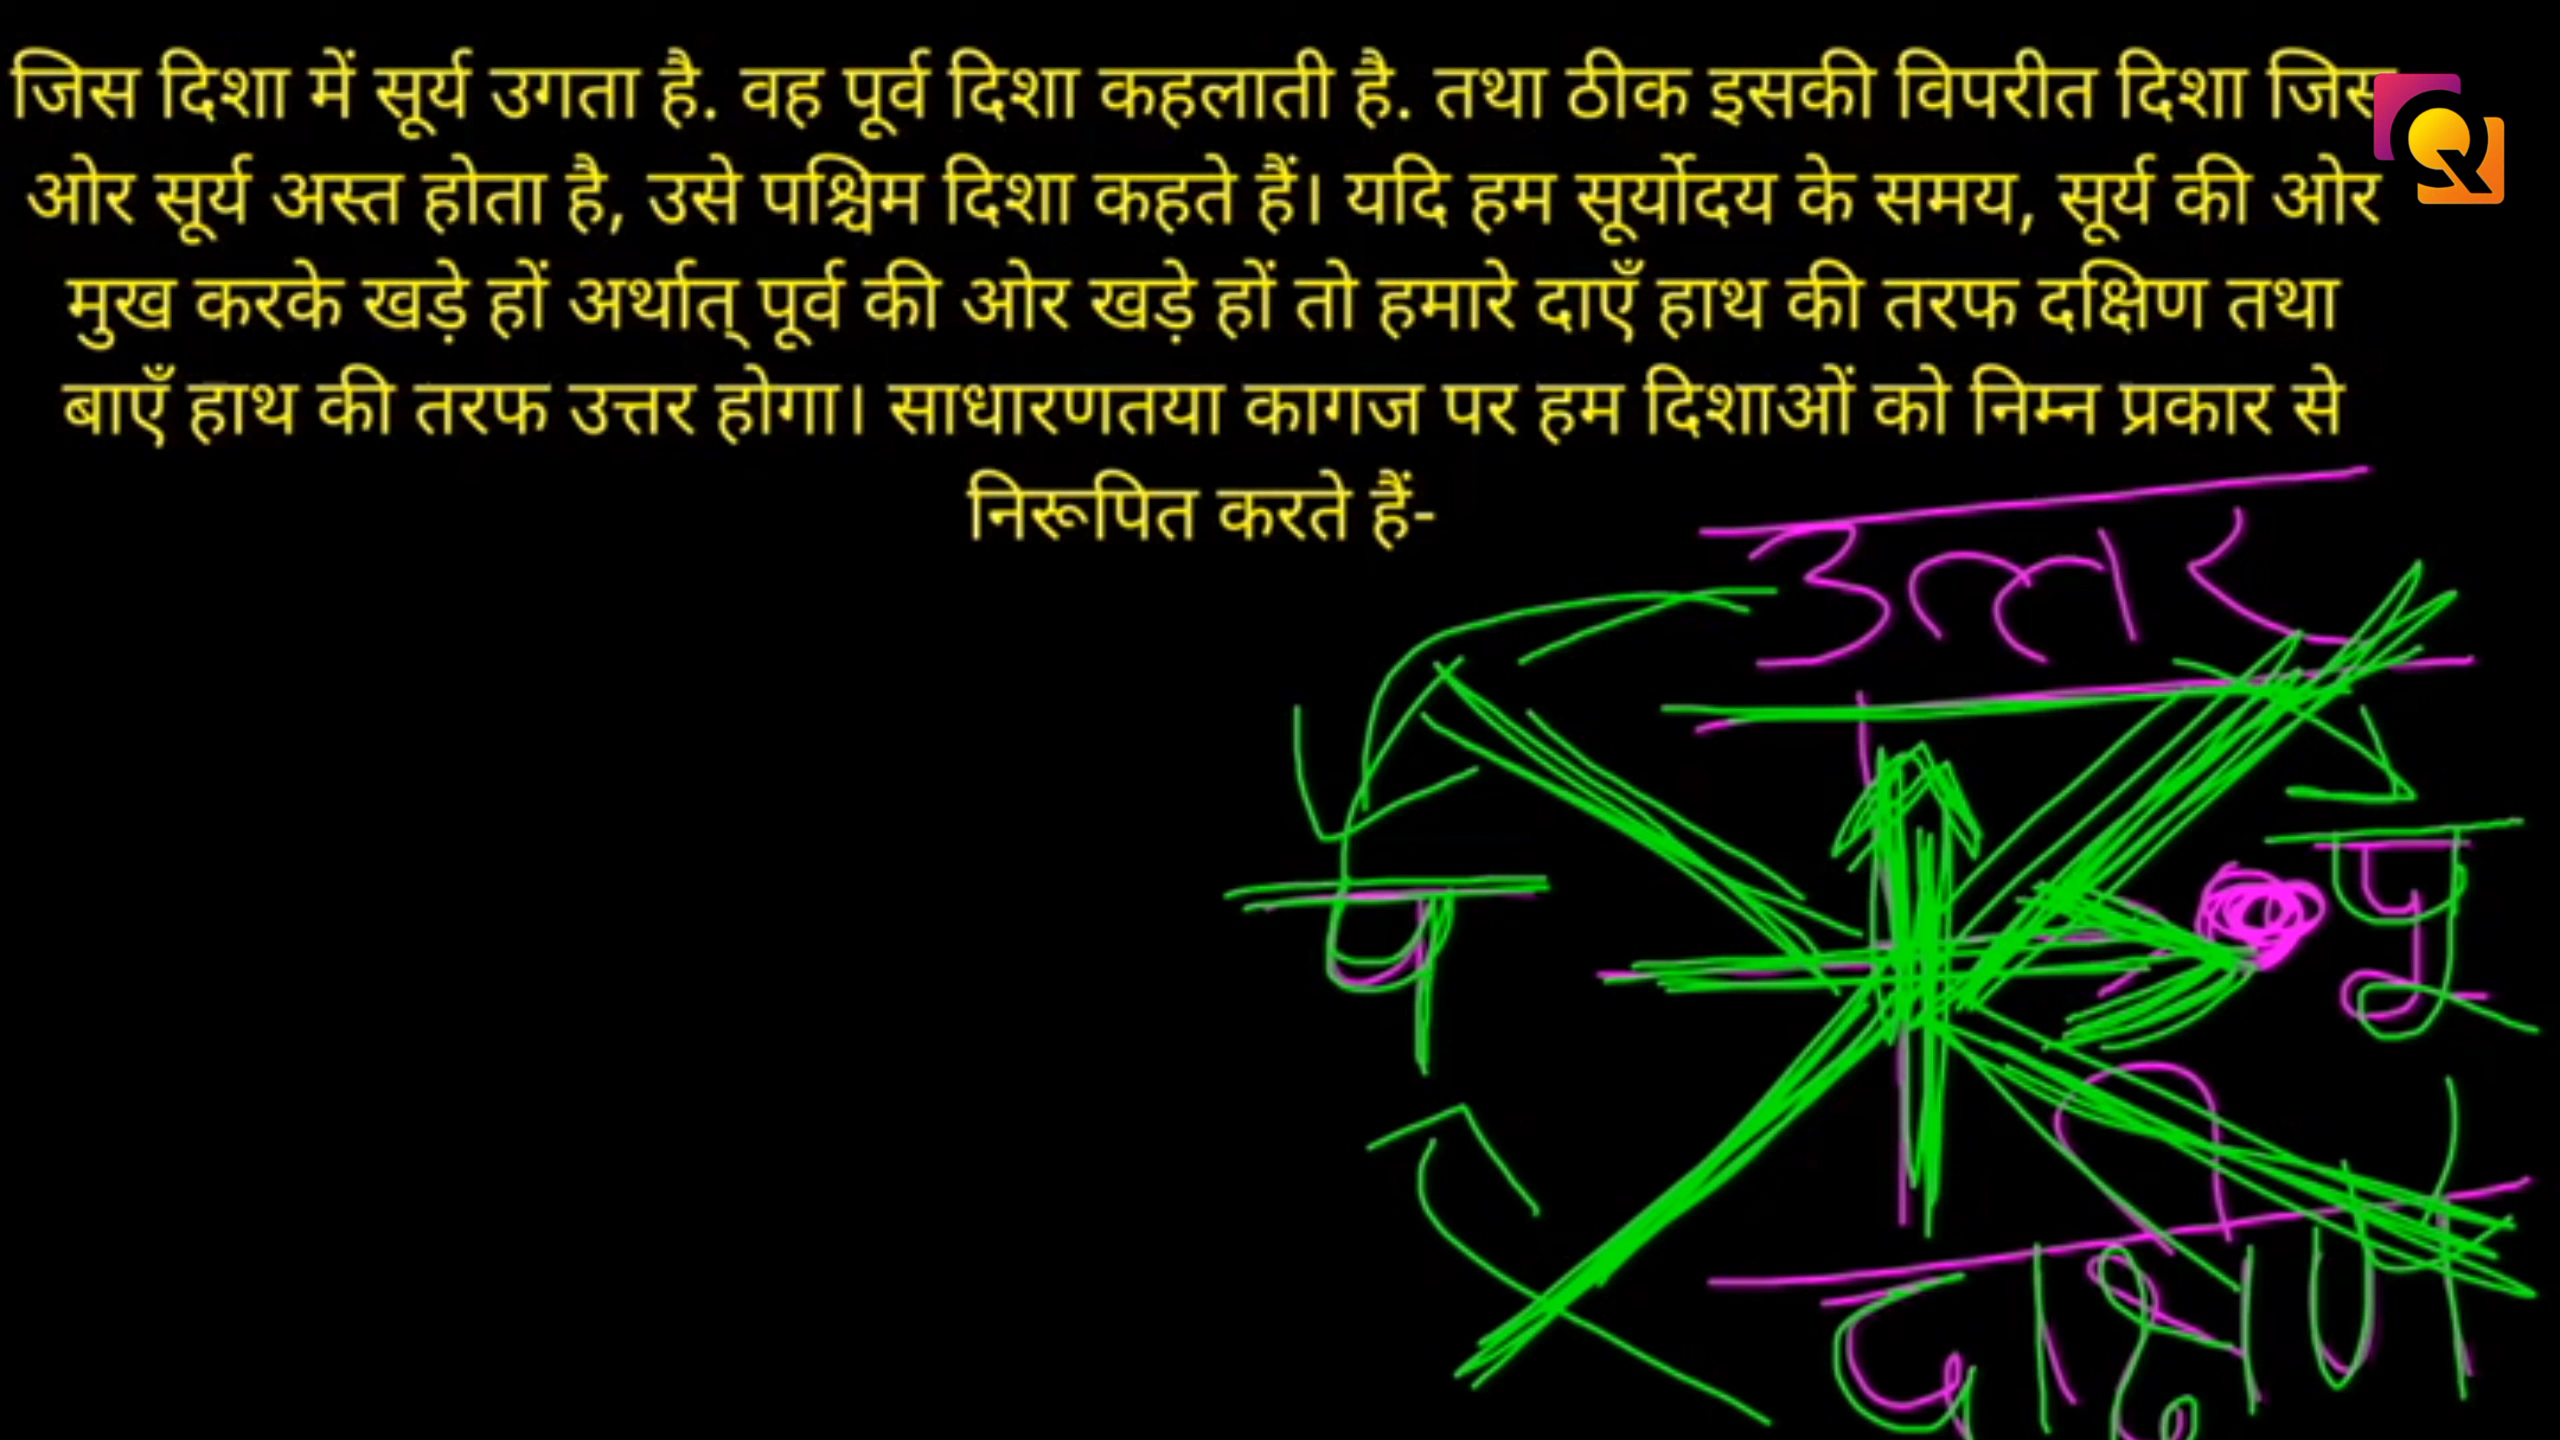 जिस दिशा में सूर्य उगता है. वह पूर्व दिशा कहलाती है. तथा ठीक इसकी विपरीत दिशा जिस
ओर सूर्य अस्त होता है, उसे पश्चिम दिशा कहते हैं। यदि हम सूर्योदय के समय, सूर्य की ओर
मुख करके खड़े हों अर्थात् पूर्व की ओर खड़े हों तो हमारे दाएँ हाथ की तरफ दक्षिण तथा
बाएँ हाथ की तरफ उत्तर होगा। साधारणतया कागज पर हम दिशाओं को निम्न प्रकार से
निरूपित करते हैं-
उत्तर
प
पू
दक्षिण